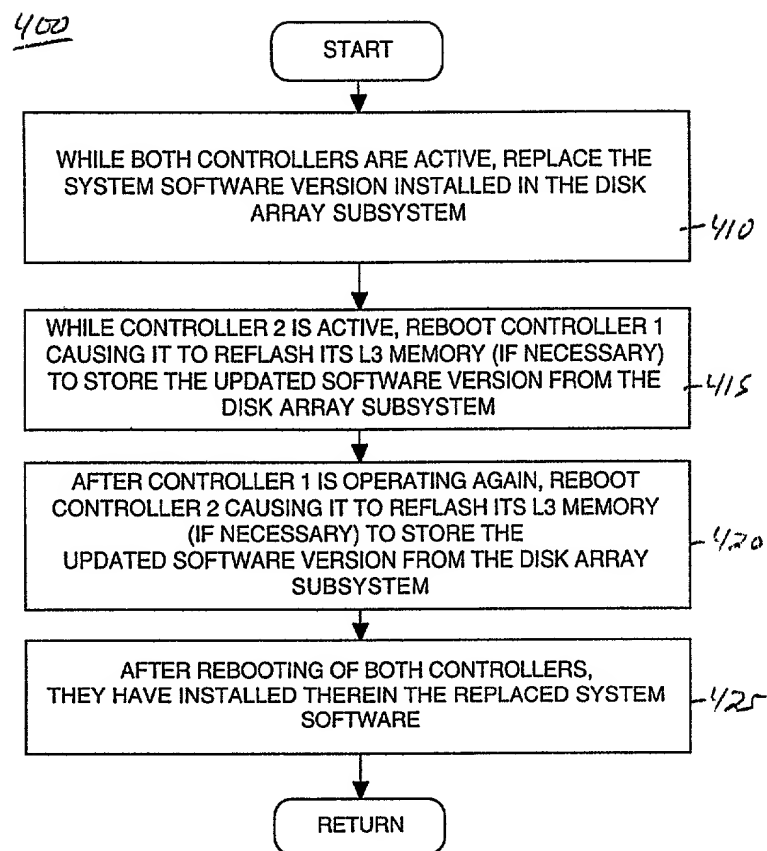 400
START
WHILE BOTH CONTROLLERS ARE ACTIVE, REPLACE THE
SYSTEM SOFTWARE VERSION INSTALLED IN THE DISK
ARRAY SUBSYSTEM
410
WHILE CONTROLLER 2 IS ACTIVE, REBOOT CONTROLLER 1
CAUSING IT TO REFLASH ITS L3 MEMORY (IF NECESSARY)
TO STORE THE UPDATED SOFTWARE VERSION FROM THE
DISK ARRAY SUBSYSTEM
415
AFTER CONTROLLER 1 IS OPERATING AGAIN, REBOOT
CONTROLLER 2 CAUSING IT TO REFLASH ITS L3 MEMORY
(IF NECESSARY) TO STORE THE
UPDATED SOFTWARE VERSION FROM THE DISK ARRAY
SUBSYSTEM
420
AFTER REBOOTING OF BOTH CONTROLLERS,
THEY HAVE INSTALLED THEREIN THE REPLACED SYSTEM
SOFTWARE
425
RETURN